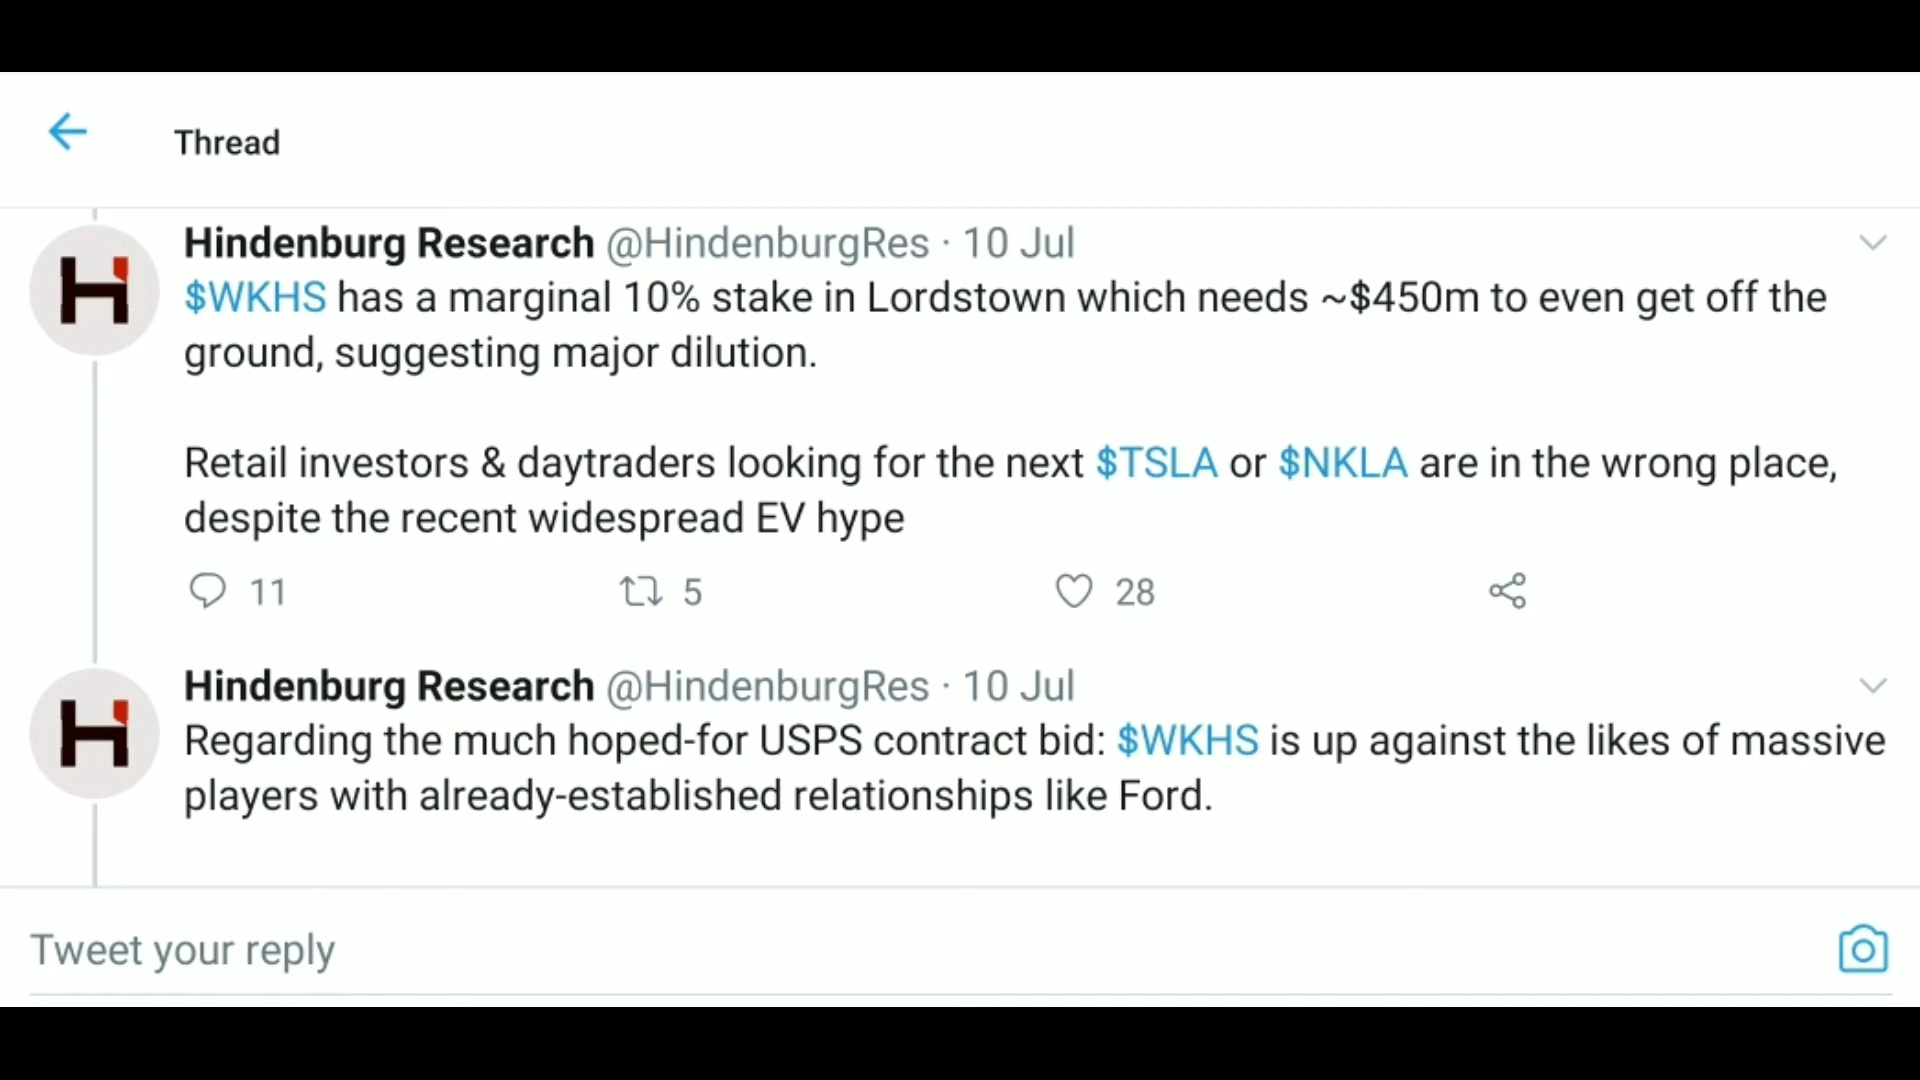 Thread
Hindenburg Research @HindenburgRes · 10 Jul
$WKHS has a marginal 10% stake in Lordstown which needs ~$450m to even get off the
ground, suggesting major dilution.
Retail investors & daytraders looking for the next $TSLA or $NKLA are in the wrong place,
despite the recent widespread EV hype
11 5 28
Hindenburg Research @HindenburgRes · 10 Jul
Regarding the much hoped-for USPS contract bid: $WKHS is up against the likes of massive
players with already-established relationships like Ford.
Tweet your reply